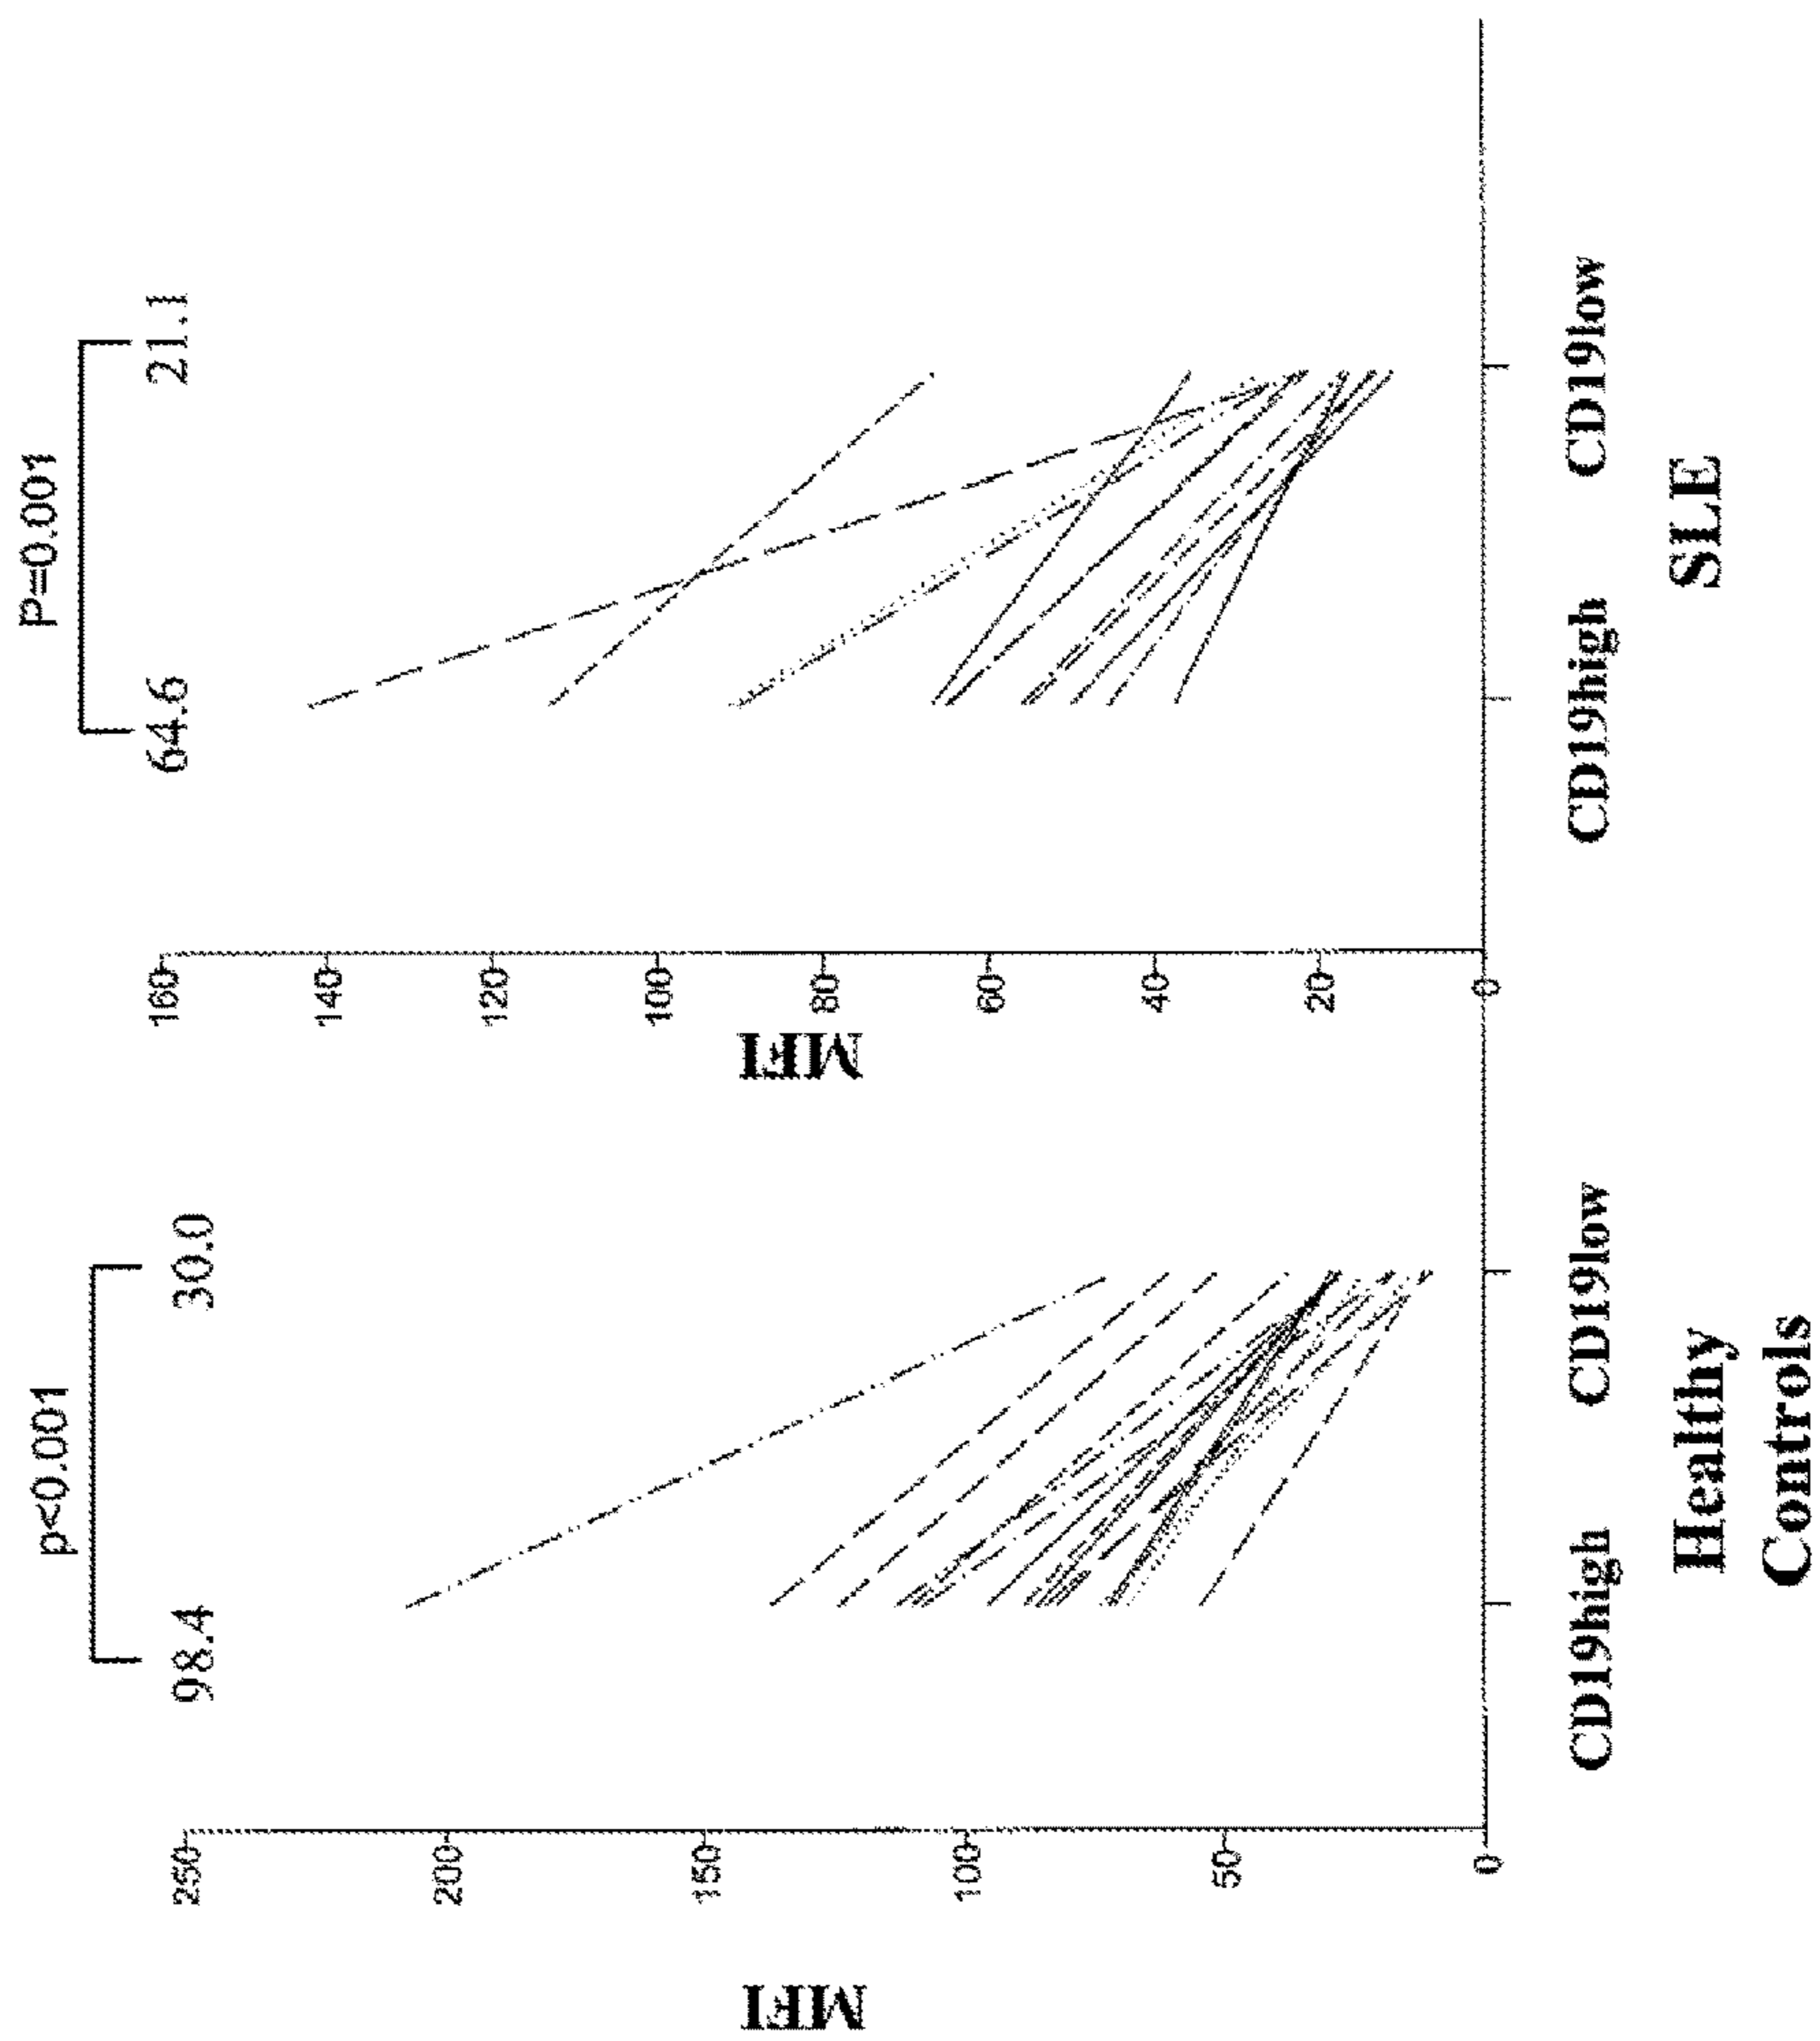 p<0.001
98.4 30.0
MFI
250
200
150
100
50
0
CD19high CD19low
Healthy
Controls
P=0.001
64.6 21.1
MFI
160
140
120
100
80
60
40
20
0
CD19high CD19low
SLE